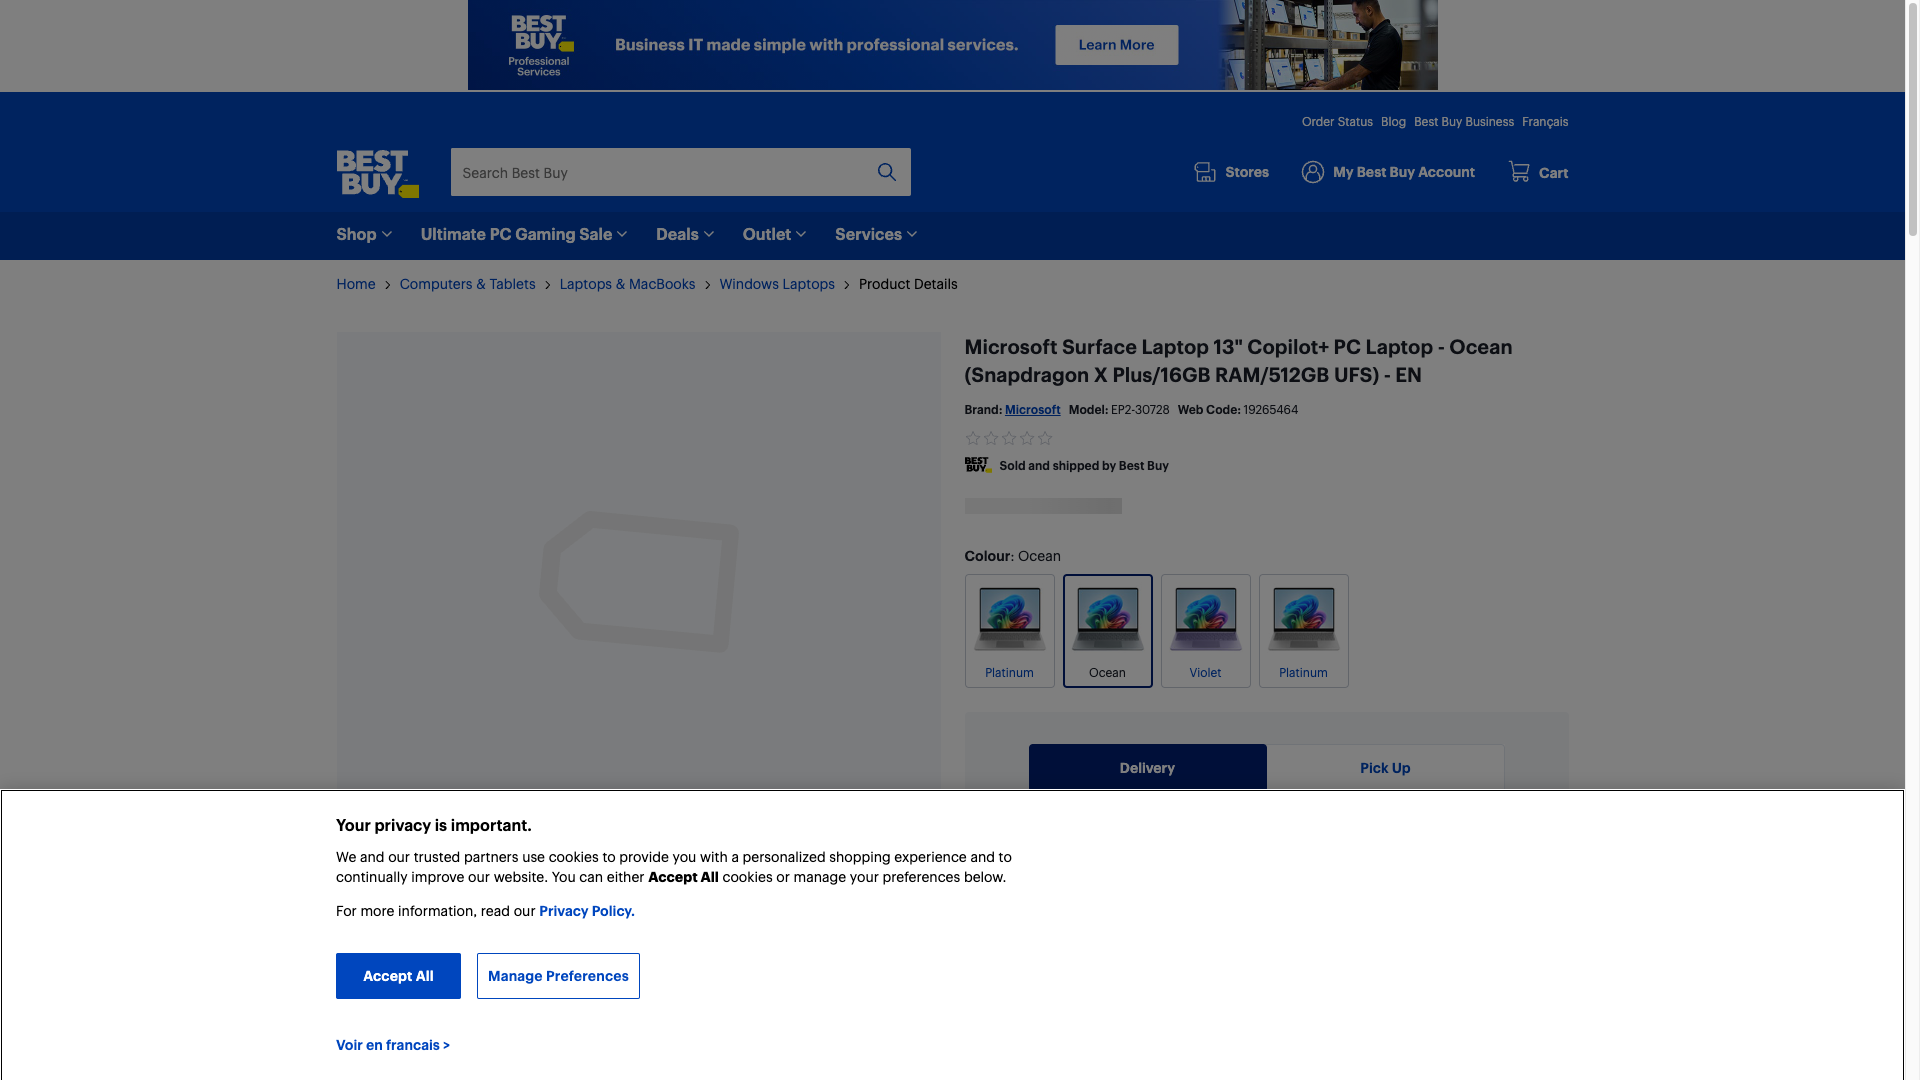 BEST
BUY
Professional
Services
Business IT made simple with professional services.
Learn More
Order Status Blog Best Buy Business Français
BEST
BUY
Search Best Buy
Stores
My Best Buy Account
Cart
Shop
Ultimate PC Gaming Sale
Deals
Outlet
Services
Home > Computers & Tablets > Laptops & MacBooks > Windows Laptops > Product Details
Microsoft Surface Laptop 13" Copilot+ PC Laptop - Ocean
(Snapdragon X Plus/16GB RAM/512GB UFS) - EN
Brand: Microsoft Model: EP2-30728 Web Code: 19265464
BEST
BUY
Sold and shipped by Best Buy
Colour: Ocean
Platinum
Ocean
Violet
Platinum
Delivery
Pick Up
Your privacy is important.
We and our trusted partners use cookies to provide you with a personalized shopping experience and to
continually improve our website. You can either Accept All cookies or manage your preferences below.
For more information, read our Privacy Policy.
Accept All
Manage Preferences
Voir en francais >